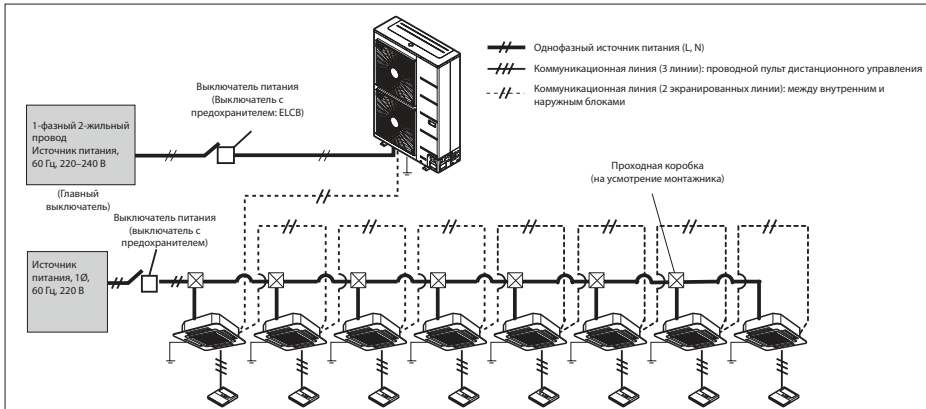 Однофазный источник питания (L, N)
Коммуникационная линия (3 линии): проводной пульт дистанционного управления
Коммуникационная линия (2 экранированных линии): между внутренним и
наружным блоками
Выключатель питания
(Выключатель с
предохранителем: ELCB)
1-фазный 2-жильный
провод
Источник питания,
60 Гц, 220–240 В
(Главный
выключатель)
Проходная коробка
(на усмотрение монтажника)
Выключатель питания
(выключатель с
предохранителем)
Источник
питания, 1Ø,
60 Гц, 220 В